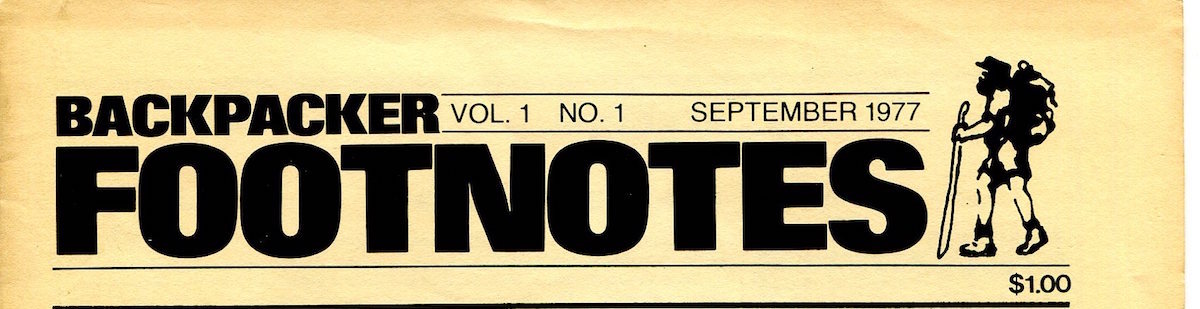 BACKPACKER VOL. 1 NO. 1 SEPTEMBER 1977
FOOTNOTES
$1.00